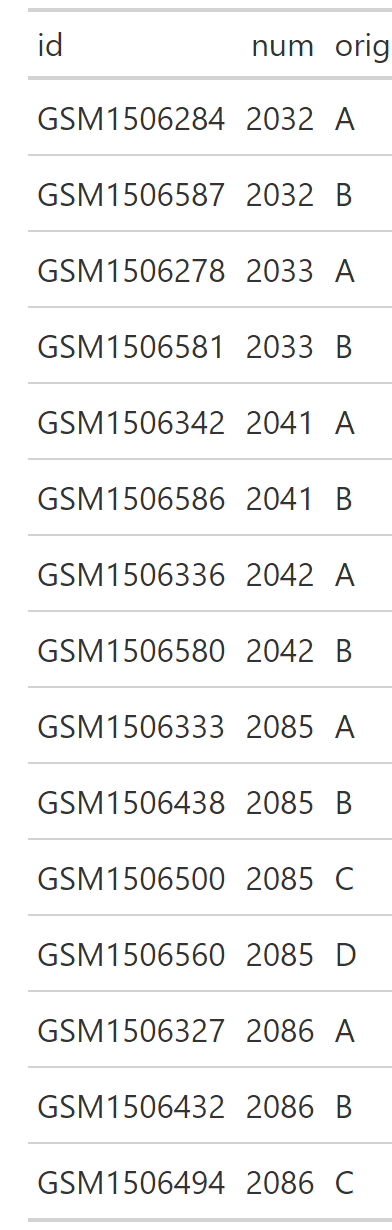 id num orig
GSM1506284 2032 A
GSM1506587 2032 B
GSM1506278 2033 A
GSM1506581 2033 B
GSM1506342 2041 A
GSM1506586 2041 B
GSM1506336 2042 A
GSM1506580 2042 B
GSM1506333 2085 A
GSM1506438 2085 B
GSM1506500 2085 C
GSM1506560 2085 D
GSM1506327 2086 A
GSM1506432 2086 B
GSM1506494 2086 C